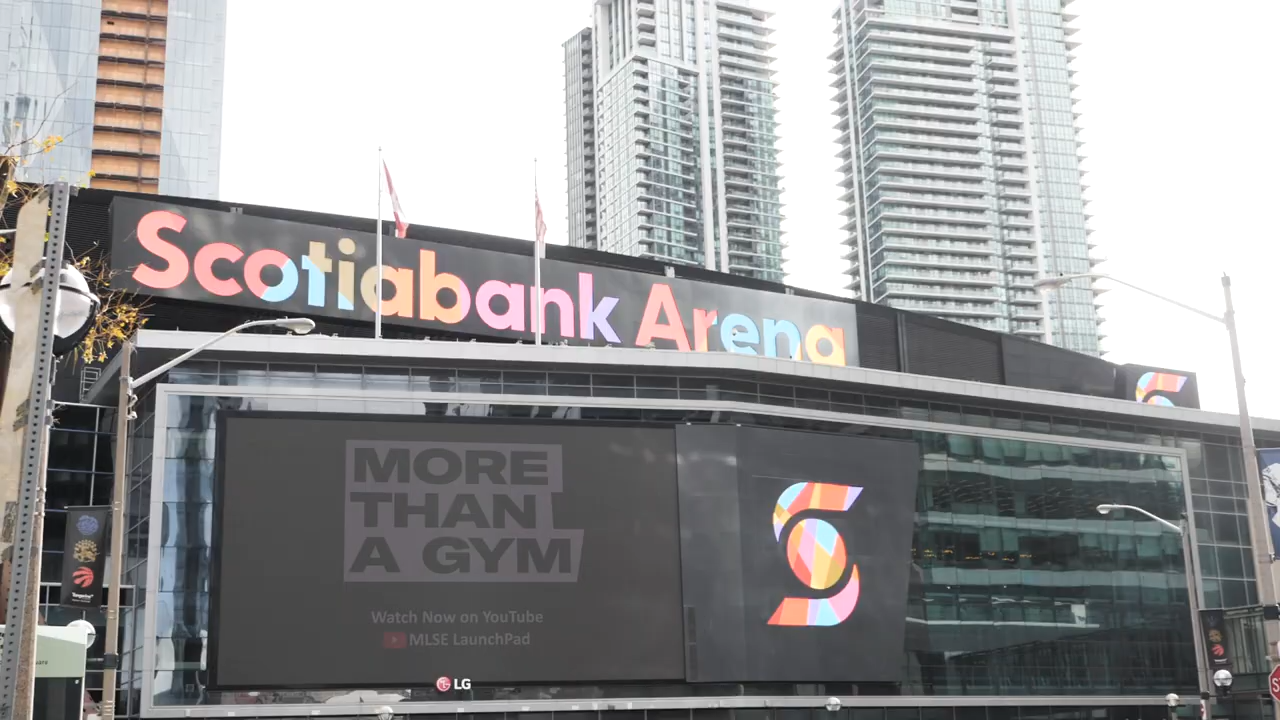 Scotiabank Arena
MORE
THAN
A GYM
Watch Now on YouTube
MLSE LaunchPad
LG